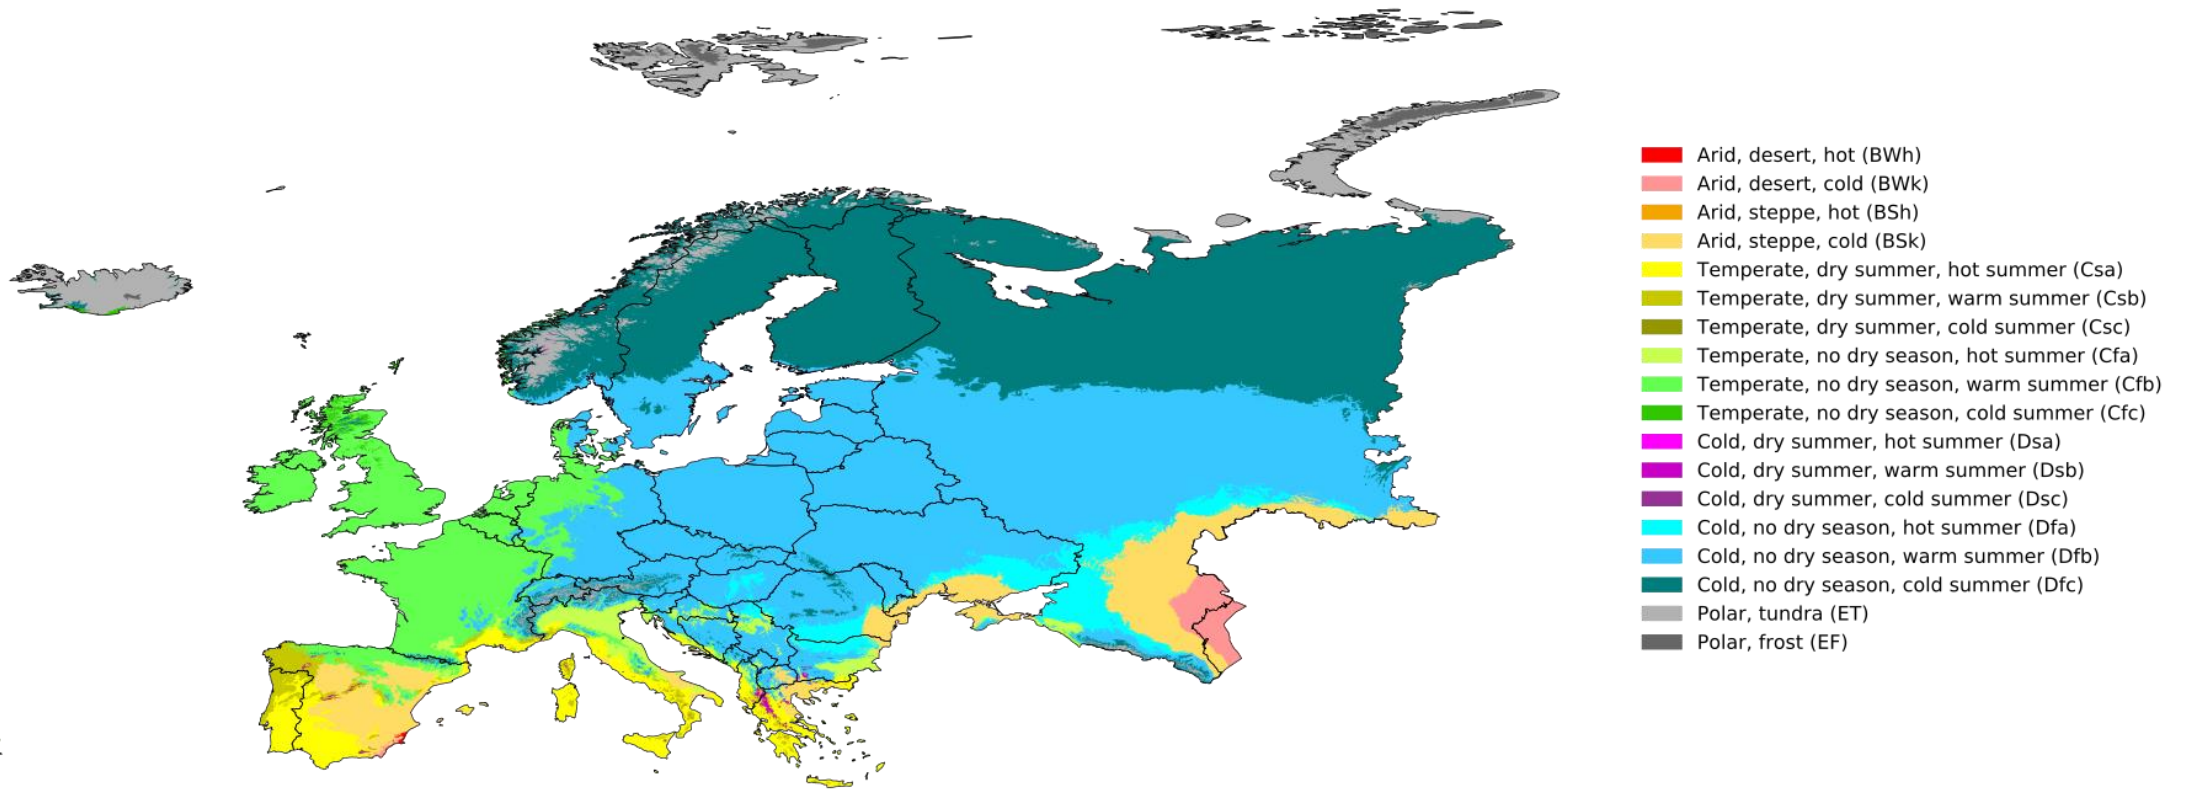 Arid, desert, hot (BWh)
Arid, desert, cold (BWk)
Arid, steppe, hot (BSh)
Arid, steppe, cold (BSk)
Temperate, dry summer, hot summer (Csa)
Temperate, dry summer, warm summer (Csb)
Temperate, dry summer, cold summer (Csc)
Temperate, no dry season, hot summer (Cfa)
Temperate, no dry season, warm summer (Cfb)
Temperate, no dry season, cold summer (Cfc)
Cold, dry summer, hot summer (Dsa)
Cold, dry summer, warm summer (Dsb)
Cold, dry summer, cold summer (Dsc)
Cold, no dry season, hot summer (Dfa)
Cold, no dry season, warm summer (Dfb)
Cold, no dry season, cold summer (Dfc)
Polar, tundra (ET)
Polar, frost (EF)